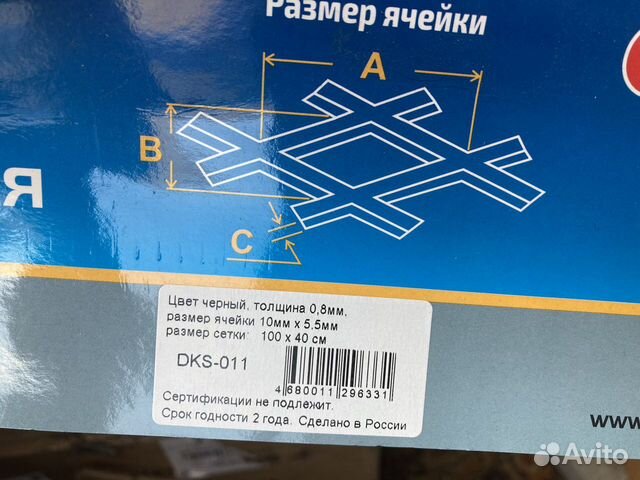 Размер ячейки
A
B
C
Я
Цвет черный, толщина 0,8мм,
размер ячейки 10мм х 5,5мм
размер сетки: 100 х 40 см
DKS-011
4 680011 296331
Сертификации не подлежит.
Срок годности 2 года. Сделано в России
www.
Avito